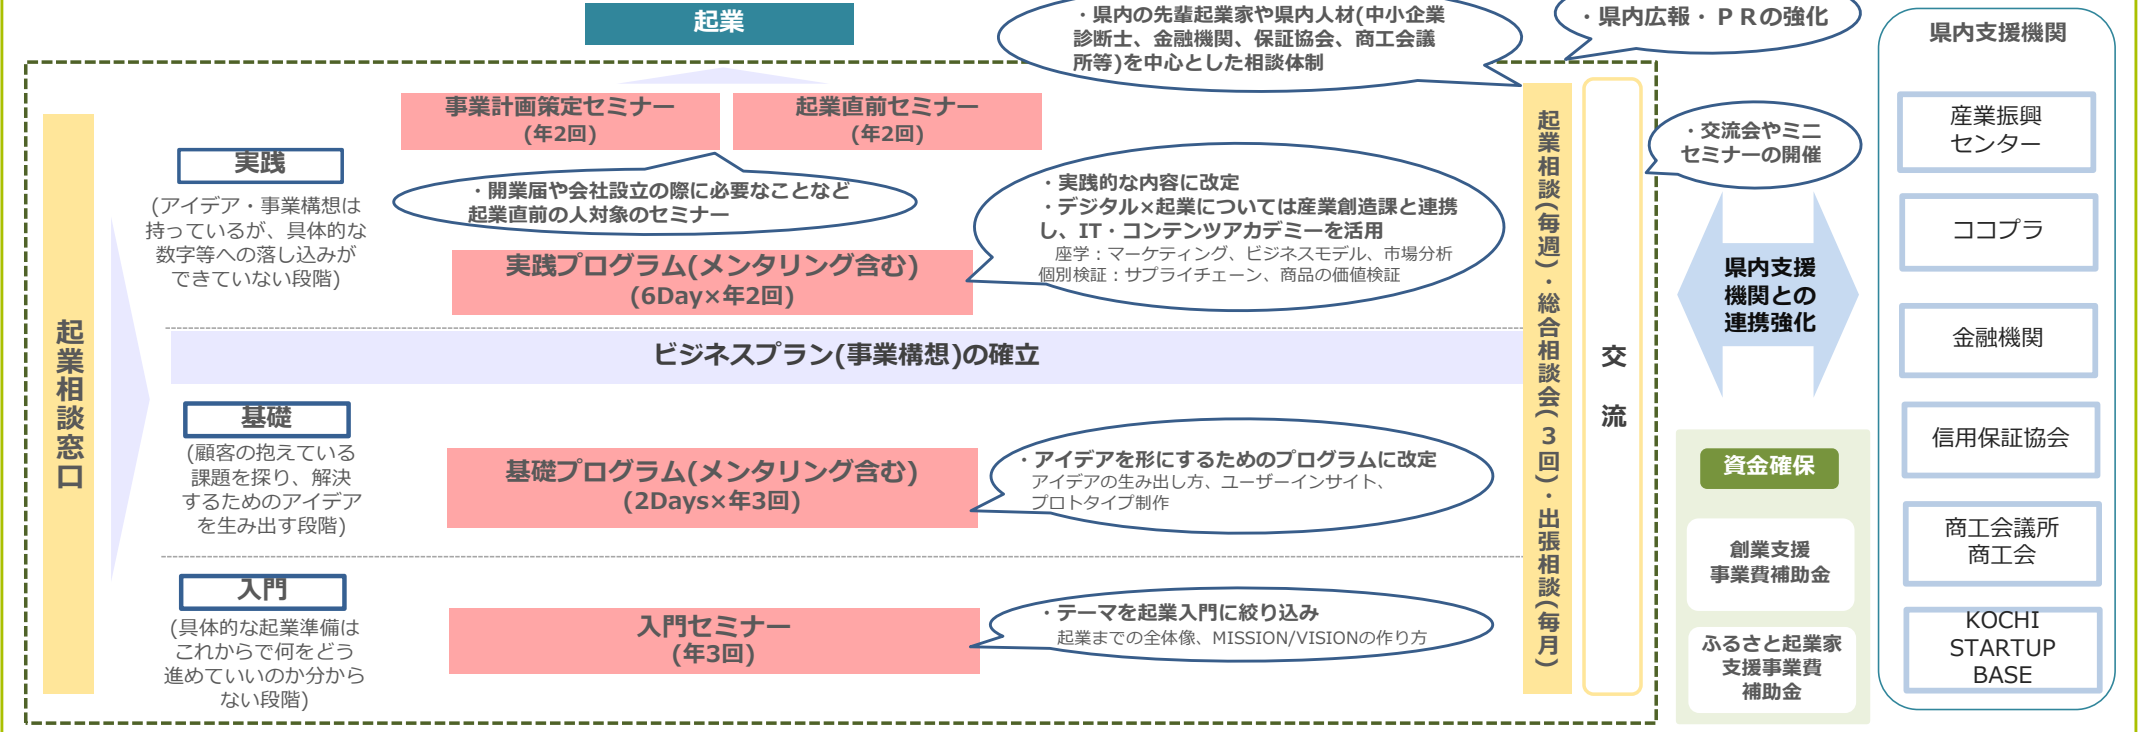 起業
・県内の先輩起業家や県内人材(中小企業
診断士、金融機関、保証協会、商工会議
所等)を中心とした相談体制
・県内広報・ＰＲの強化
県内支援機関
起業相談窓口
実践
(アイデア・事業構想は
持っているが、具体的な
数字等への落し込みが
できていない段階)
事業計画策定セミナー
(年2回)
起業直前セミナー
(年2回)
・開業届や会社設立の際に必要なことなど
起業直前の人対象のセミナー
実践プログラム(メンタリング含む)
(6Day×年2回)
・実践的な内容に改定
・デジタル×起業については産業創造課と連携
し、IT・コンテンツアカデミーを活用
座学：マーケティング、ビジネスモデル、市場分析
個別検証：サプライチェーン、商品の価値検証
ビジネスプラン(事業構想)の確立
基礎
(顧客の抱えている
課題を探り、解決
するためのアイデア
を生み出す段階)
基礎プログラム(メンタリング含む)
(2Days×年3回)
・アイデアを形にするためのプログラムに改定
アイデアの生み出し方、ユーザーインサイト、
プロトタイプ制作
入門
(具体的な起業準備は
これからで何をどう
進めていいのか分から
ない段階)
入門セミナー
(年3回)
・テーマを起業入門に絞り込み
起業までの全体像、MISSION/VISIONの作り方
起業相談(毎週)・総合相談会(3回)・出張相談(毎月)
交流
・交流会やミニ
セミナーの開催
県内支援
機関との
連携強化
資金確保
創業支援
事業費補助金
ふるさと起業家
支援事業費
補助金
産業振興
センター
ココプラ
金融機関
信用保証協会
商工会議所
商工会
KOCHI
STARTUP
BASE